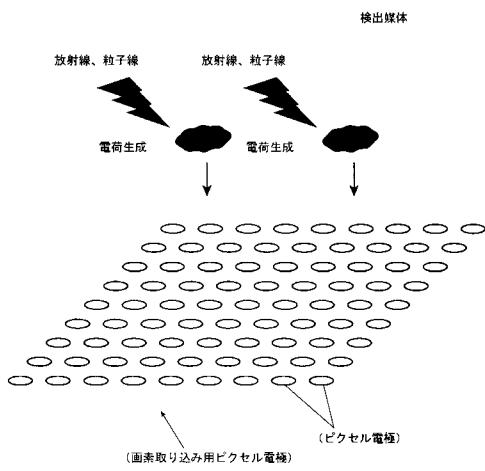 検出媒体
放射線、粒子線
放射線、粒子線
電荷生成
電荷生成
(ピクセル電極)
(画素取り込み用ピクセル電極)